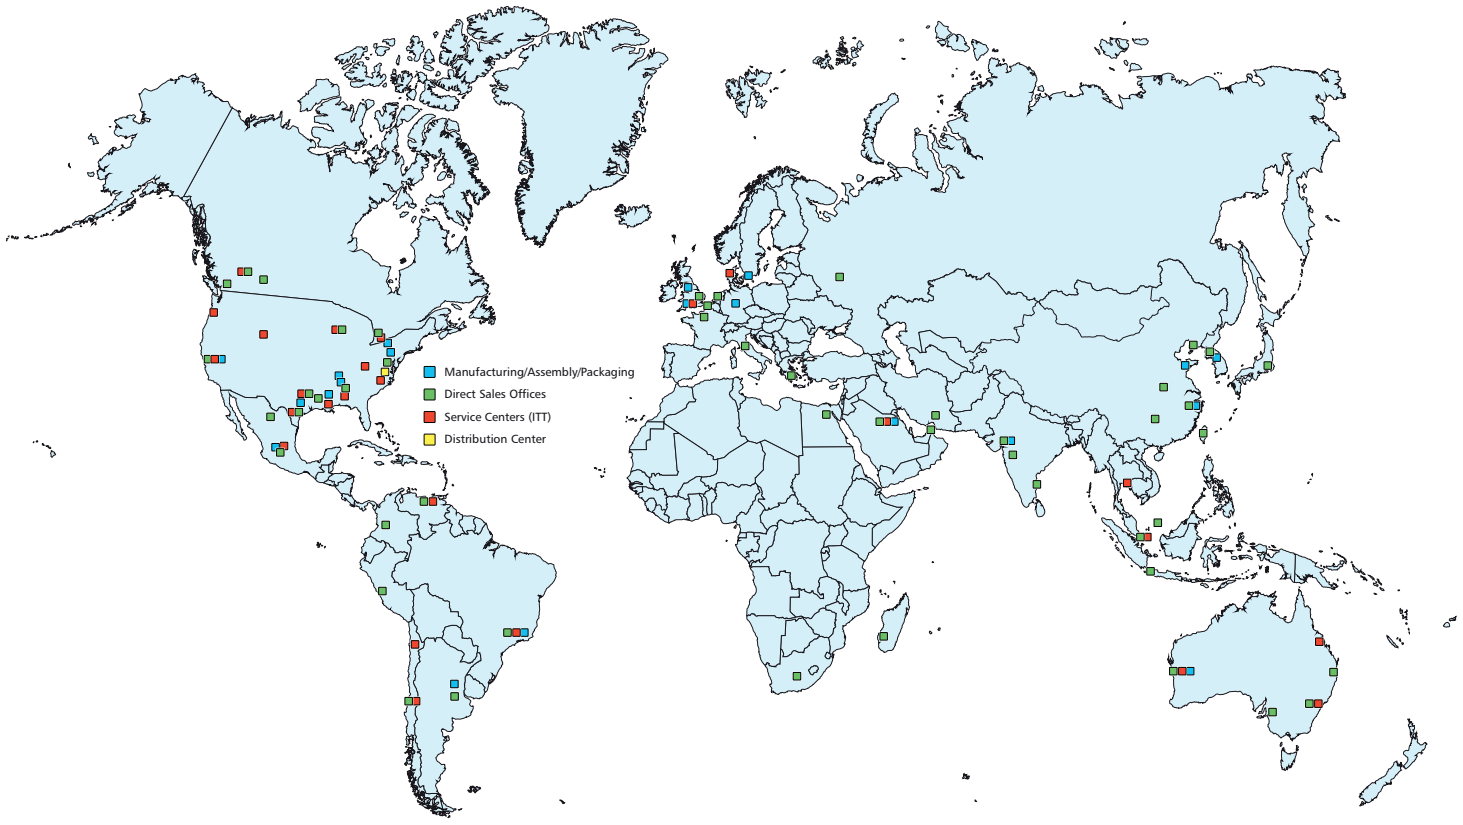 Manufacturing/Assembly/Packaging
Direct Sales Offices
Service Centers (ITT)
Distribution Center